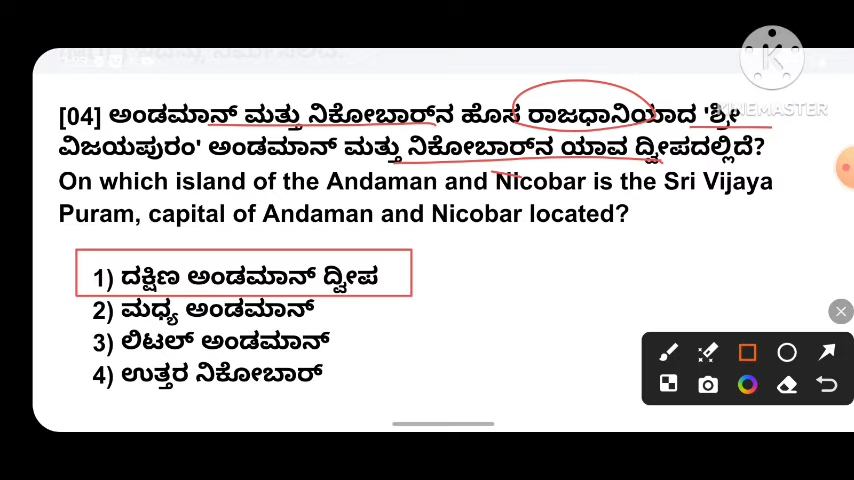 KINEMASTER
[04] ಅಂಡಮಾನ್ ಮತ್ತು ನಿಕೋಬಾರ್‌ನ ಹೊಸ ರಾಜಧಾನಿಯಾದ 'ಶ್ರೀ
ವಿಜಯಪುರಂ' ಅಂಡಮಾನ್ ಮತ್ತು ನಿಕೋಬಾರ್‌ನ ಯಾವ ದ್ವೀಪದಲ್ಲಿದೆ?
On which island of the Andaman and Nicobar is the Sri Vijaya
Puram, capital of Andaman and Nicobar located?
1) ದಕ್ಷಿಣ ಅಂಡಮಾನ್ ದ್ವೀಪ
2) ಮಧ್ಯ ಅಂಡಮಾನ್
3) ಲಿಟಲ್ ಅಂಡಮಾನ್
4) ಉತ್ತರ ನಿಕೋಬಾರ್